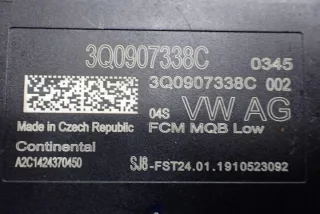 3Q0907338C 0345
3Q0907338C 002
04S VW AG
Made in Czech Republic FCM MQB Low
Continental
A2C1424370450 SJ8-FST24.01.1910523092